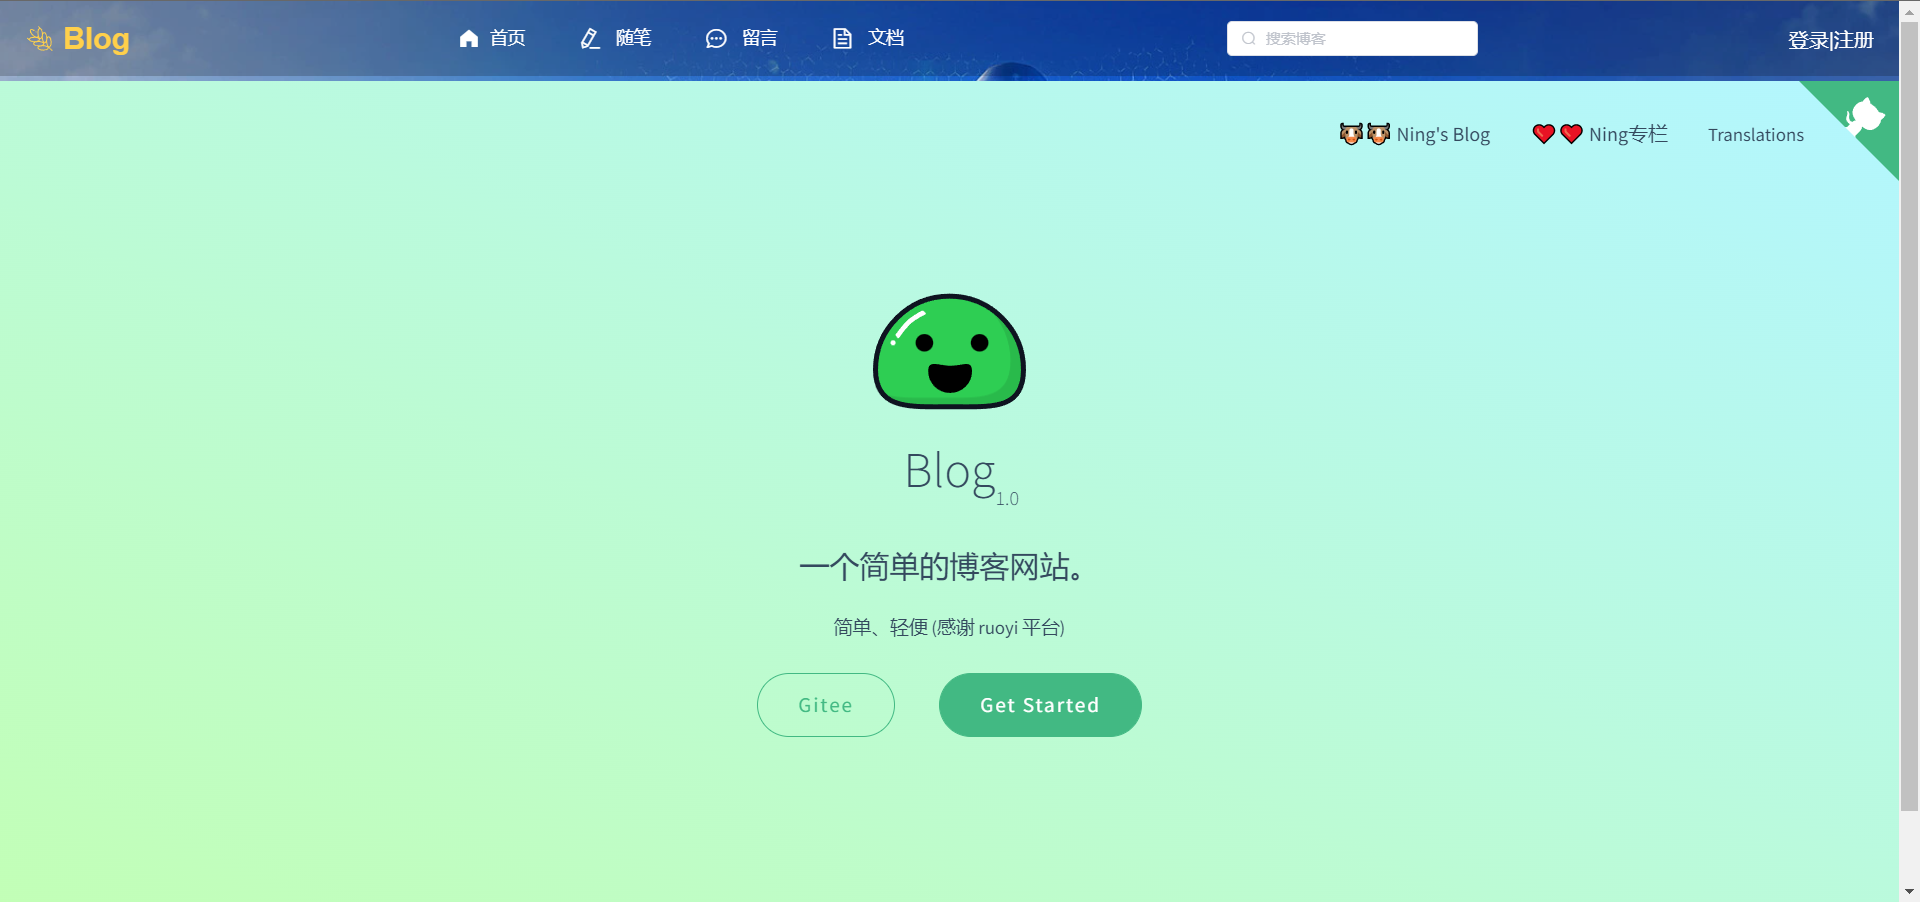 Blog
首页
随笔
留言
文档
搜索博客
登录|注册
Ning's Blog
Ning专栏
Translations
Blog 1.0
一个简单的博客网站。
简单、轻便 (感谢 ruoyi 平台)
Gitee
Get Started